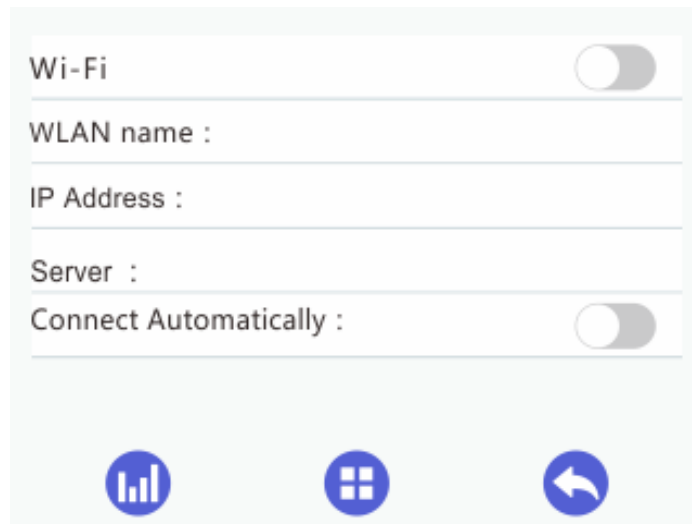 Wi-Fi
WLAN name :
IP Address :
Server :
Connect Automatically :